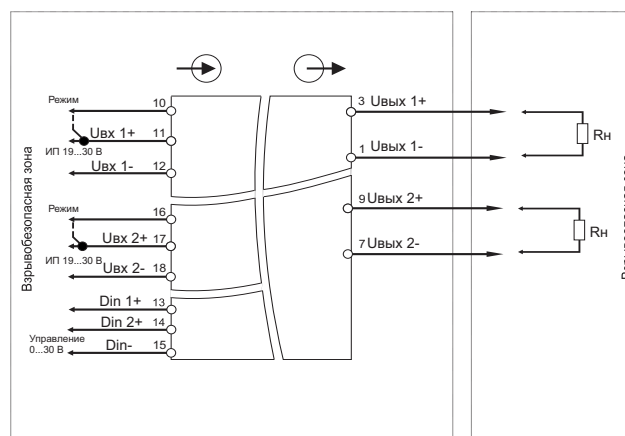 Взрывобезопасная зона
Режим
10
Uвх 1+
11
ИП 19...30 В
Uвх 1-
12
Режим
16
Uвх 2+
17
ИП 19...30 В
Uвх 2-
18
Din 1+
13
Din 2+
14
Управление
0...30 В
Din-
15
3 Uвых 1+
1 Uвых 1-
9 Uвых 2+
7 Uвых 2-
Rн
Rн